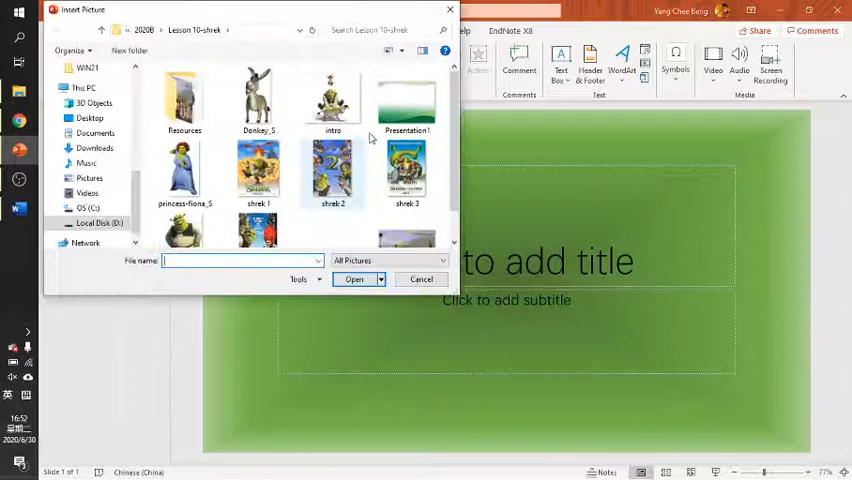 Insert Picture
Yang Chee Beng
2020B
Lesson 10-shrek
Search Lesson 10-shrek
Share
Comments
Organize
New folder
elp
EndNote X8
WIN21
This PC
3D Objects
Desktop
Documents
Downloads
Music
Pictures
Videos
OS (C:)
Local Disk (D:)
Network
Resources
Donkey_S
intro
Presentation1
princess-fiona_S
shrek 1
shrek 2
shrek 3
Action
Comment
Text
Box
Header
& Footer
WordArt
Symbols
Video
Audio
Screen
Recording
Comments
Text
Media
File name:
All Pictures
Tools
Open
Cancel
to add title
Click to add subtitle
英
16:52
星期二
2020/6/30
Slide 1 of 1
Chinese (China)
Notes
77%